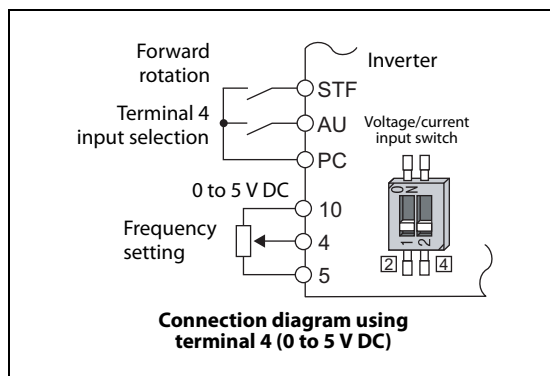 Forward
rotation
Inverter
STF
Terminal 4
input selection
AU
Voltage/current
input switch
PC
0 to 5 V DC
10
ON
Frequency
setting
4
1 2
2 4
5
Connection diagram using
terminal 4 (0 to 5 V DC)